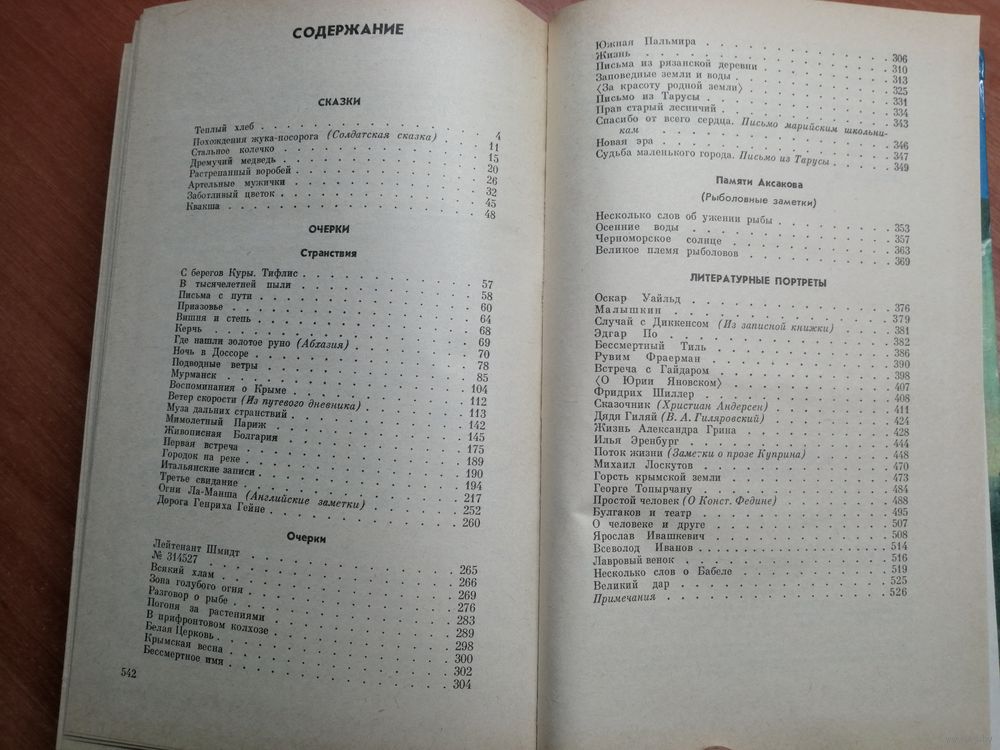 СОДЕРЖАНИЕ
СКАЗКИ
Теплый хлеб . . . 4
Похождения жука-носорога (Солдатская сказка) . . . 11
Стальное колечко . . . 15
Дремучий медведь . . . 20
Растрепанный воробей . . . 26
Артельные мужички . . . 32
Заботливый цветок . . . 45
Квакша . . . 48
ОЧЕРКИ
Странствия
С берегов Куры. Тифлис . . . 57
В тысячелетней пыли . . . 58
Письма с пути . . . 60
Приазовье . . . 64
Вишня и степь . . . 68
Керчь . . . 69
Где нашли золотое руно (Абхазия) . . . 70
Ночь в Доссоре . . . 78
Подводные ветры . . . 85
Мурманск . . . 104
Воспоминания о Крыме . . . 112
Ветер скорости (Из путевого дневника) . . . 113
Муза дальних странствий . . . 142
Мимолетный Париж . . . 145
Живописная Болгария . . . 175
Первая встреча . . . 189
Городок на реке . . . 190
Итальянские записи . . . 194
Третье свидание . . . 217
Огни Ла-Манша (Английские заметки) . . . 252
Дорога Генриха Гейне . . . 260
Очерки
Лейтенант Шмидт . . . 265
№ 314527 . . . 266
Всякий хлам . . . 269
Зона голубого огня . . . 276
Разговор о рыбе . . . 283
Погоня за растениями . . . 289
В прифронтовом колхозе . . . 298
Белая Церковь . . . 300
Крымская весна . . . 302
Бессмертное имя . . . 304
542
Южная Пальмира . . . 306
Жизнь . . . 310
Письма из рязанской деревни . . . 313
Заповедные земли и воды . . . 325
⟨За красоту родной земли⟩ . . . 331
Письмо из Тарусы . . . 334
Прав старый лесничий . . . 343
Спасибо от всего сердца. Письмо марийским школьни-
кам . . . 346
Новая эра . . . 347
Судьба маленького города. Письмо из Тарусы . . . 349
Памяти Аксакова
(Рыболовные заметки)
Несколько слов об ужении рыбы . . . 353
Осенние воды . . . 357
Черноморское солнце . . . 363
Великое племя рыболовов . . . 369
ЛИТЕРАТУРНЫЕ ПОРТРЕТЫ
Оскар Уайльд . . . 376
Малышкин . . . 379
Случай с Диккенсом (Из записной книжки) . . . 381
Эдгар По . . . 382
Бессмертный Тиль . . . 386
Рувим Фраерман . . . 390
Встреча с Гайдаром . . . 398
⟨О Юрии Яновском⟩ . . . 407
Фридрих Шиллер . . . 408
Сказочник (Христиан Андерсен) . . . 411
Дядя Гиляй (В. А. Гиляровский) . . . 424
Жизнь Александра Грина . . . 428
Илья Эренбург . . . 444
Поток жизни (Заметки о прозе Куприна) . . . 448
Михаил Лоскутов . . . 470
Горсть крымской земли . . . 473
Георге Топырчану . . . 484
Простой человек (О Конст. Федине) . . . 488
Булгаков и театр . . . 495
О человеке и друге . . . 507
Ярослав Ивашкевич . . . 508
Всеволод Иванов . . . 514
Лавровый венок . . . 516
Несколько слов о Бабеле . . . 519
Великий дар . . . 525
Примечания . . . 526